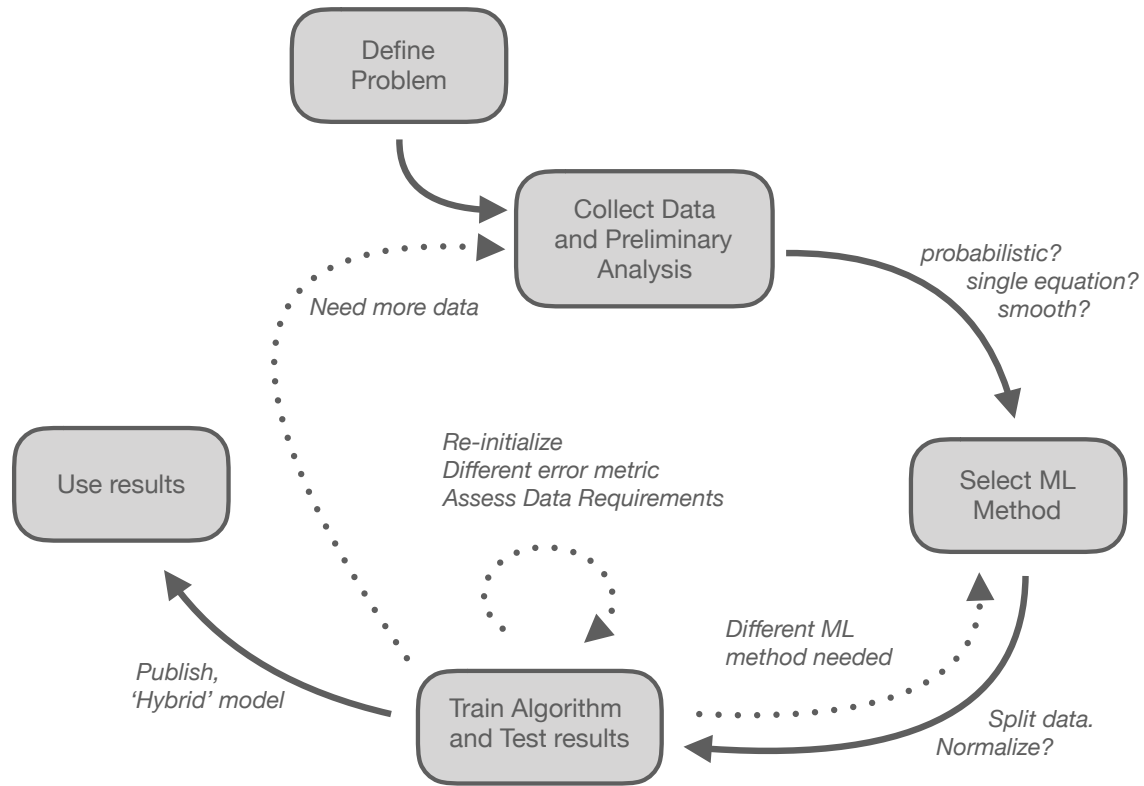 Define
Problem
Collect Data
and Preliminary
Analysis
probabilistic?
single equation?
smooth?
Need more data
Re-initialize
Different error metric
Assess Data Requirements
Use results
Select ML
Method
Different ML
method needed
Publish,
‘Hybrid’ model
Train Algorithm
and Test results
Split data.
Normalize?